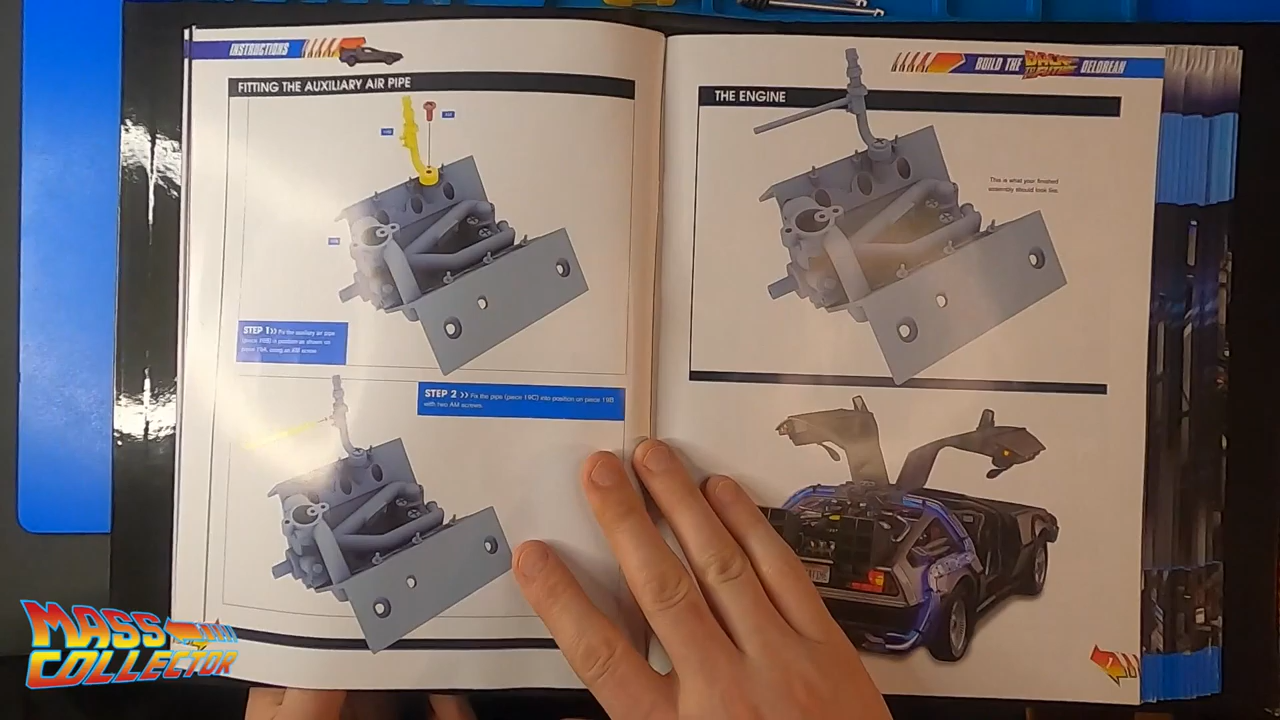 INSTRUCTIONS
FITTING THE AUXILIARY AIR PIPE
STEP 1 >> Fix the auxiliary air pipe
(piece 19B) in position as shown on
piece 19A, using an AM screw.
STEP 2 >> Fix the pipe (piece 19C) into position on piece 19B
with two AM screws.
BUILD THE BACK TO THE FUTURE DELOREAN
THE ENGINE
This is what your finished
assembly should look like.
MASS
COLLECTOR